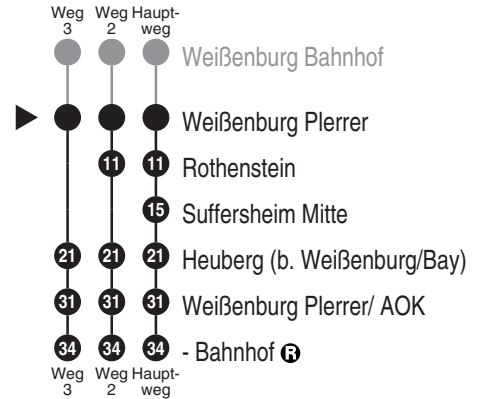 Weg Weg Haupt-
3 2 weg
Weißenburg Bahnhof
Weißenburg Plerrer
11 11 Rothenstein
15 Suffersheim Mitte
21 21 21 Heuberg (b. Weißenburg/Bay)
31 31 31 Weißenburg Plerrer/ AOK
34 34 34 - Bahnhof R
Weg Weg Haupt-
3 2 weg